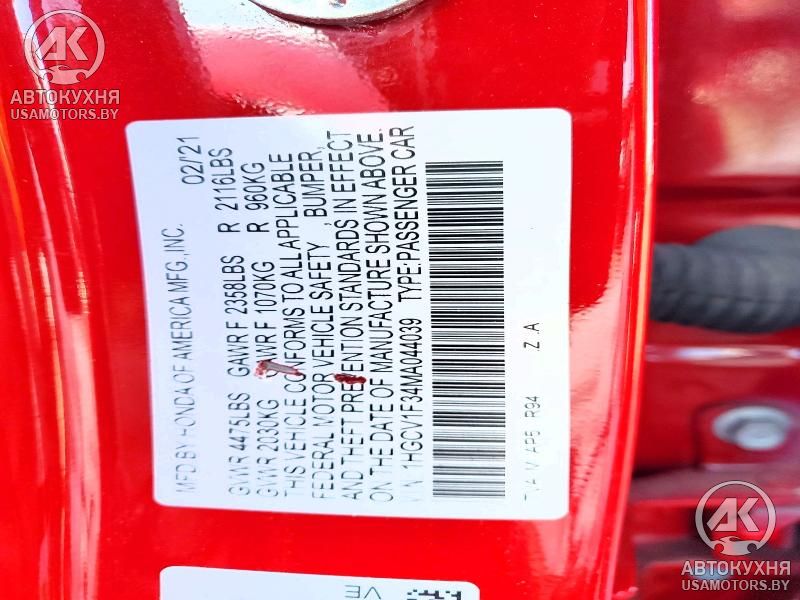 AK
АВТОКУХНЯ
USAMOTORS.BY
MFD BY HONDA OF AMERICA MFG.,INC. 02/'21
GVWR 4475LBS GAWR F 2358LBS R 2116LBS
GVWR 2030KG GAWR F 1070KG R 960KG
THIS VEHICLE CONFORMS TO ALL APPLICABLE
FEDERAL MOTOR VEHICLE SAFETY , BUMPER,
AND THEFT PREVENTION STANDARDS IN EFFECT
ON THE DATE OF MANUFACTURE SHOWN ABOVE.
1HGCV1F34MA044039 TYPE:PASSENGER CAR
R94 Z .A
AK
АВТОКУХНЯ
USAMOTORS.BY